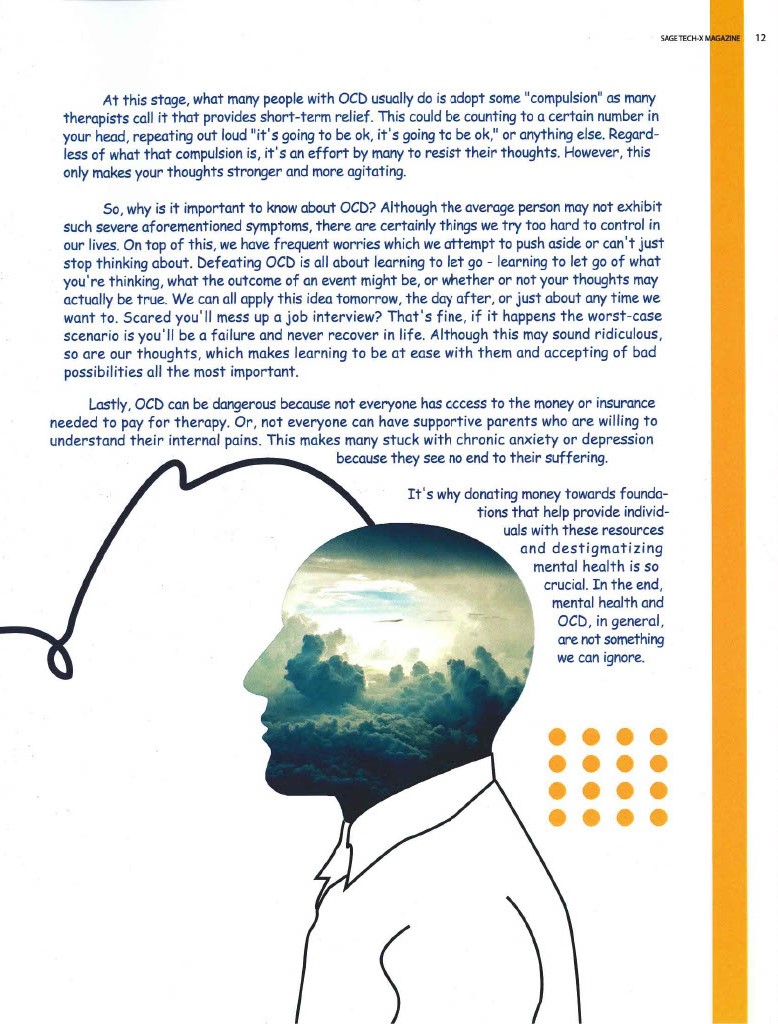 SAGE TECH-X MAGAZINE 12
At this stage, what many people with OCD usually do is adopt some "compulsion" as many
therapists call it that provides short-term relief. This could be counting to a certain number in
your head, repeating out loud "it's going to be ok, it's going to be ok," or anything else. Regard-
less of what that compulsion is, it's an effort by many to resist their thoughts. However, this
only makes your thoughts stronger and more agitating.
So, why is it important to know about OCD? Although the average person may not exhibit
such severe aforementioned symptoms, there are certainly things we try too hard to control in
our lives. On top of this, we have frequent worries which we attempt to push aside or can't just
stop thinking about. Defeating OCD is all about learning to let go - learning to let go of what
you're thinking, what the outcome of an event might be, or whether or not your thoughts may
actually be true. We can all apply this idea tomorrow, the day after, or just about any time we
want to. Scared you'll mess up a job interview? That's fine, if it happens the worst-case
scenario is you'll be a failure and never recover in life. Although this may sound ridiculous,
so are our thoughts, which makes learning to be at ease with them and accepting of bad
possibilities all the most important.
Lastly, OCD can be dangerous because not everyone has cccess to the money or insurance
needed to pay for therapy. Or, not everyone can have supportive parents who are willing to
understand their internal pains. This makes many stuck with chronic anxiety or depression
because they see no end to their suffering.
It's why donating money towards founda-
tions that help provide individ-
uals with these resources
and destigmatizing
mental health is so
crucial. In the end,
mental health and
OCD, in general,
are not something
we can ignore.